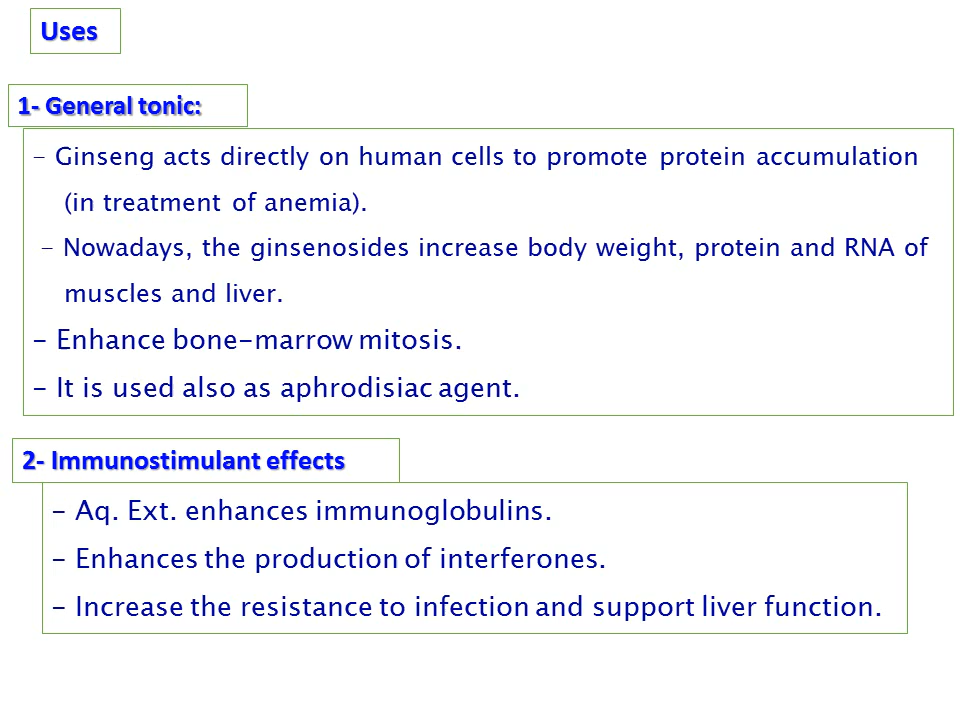 Uses
1- General tonic:
- Ginseng acts directly on human cells to promote protein accumulation
(in treatment of anemia).
- Nowadays, the ginsenosides increase body weight, protein and RNA of
muscles and liver.
- Enhance bone-marrow mitosis.
- It is used also as aphrodisiac agent.
2- Immunostimulant effects
- Aq. Ext. enhances immunoglobulins.
- Enhances the production of interferones.
- Increase the resistance to infection and support liver function.